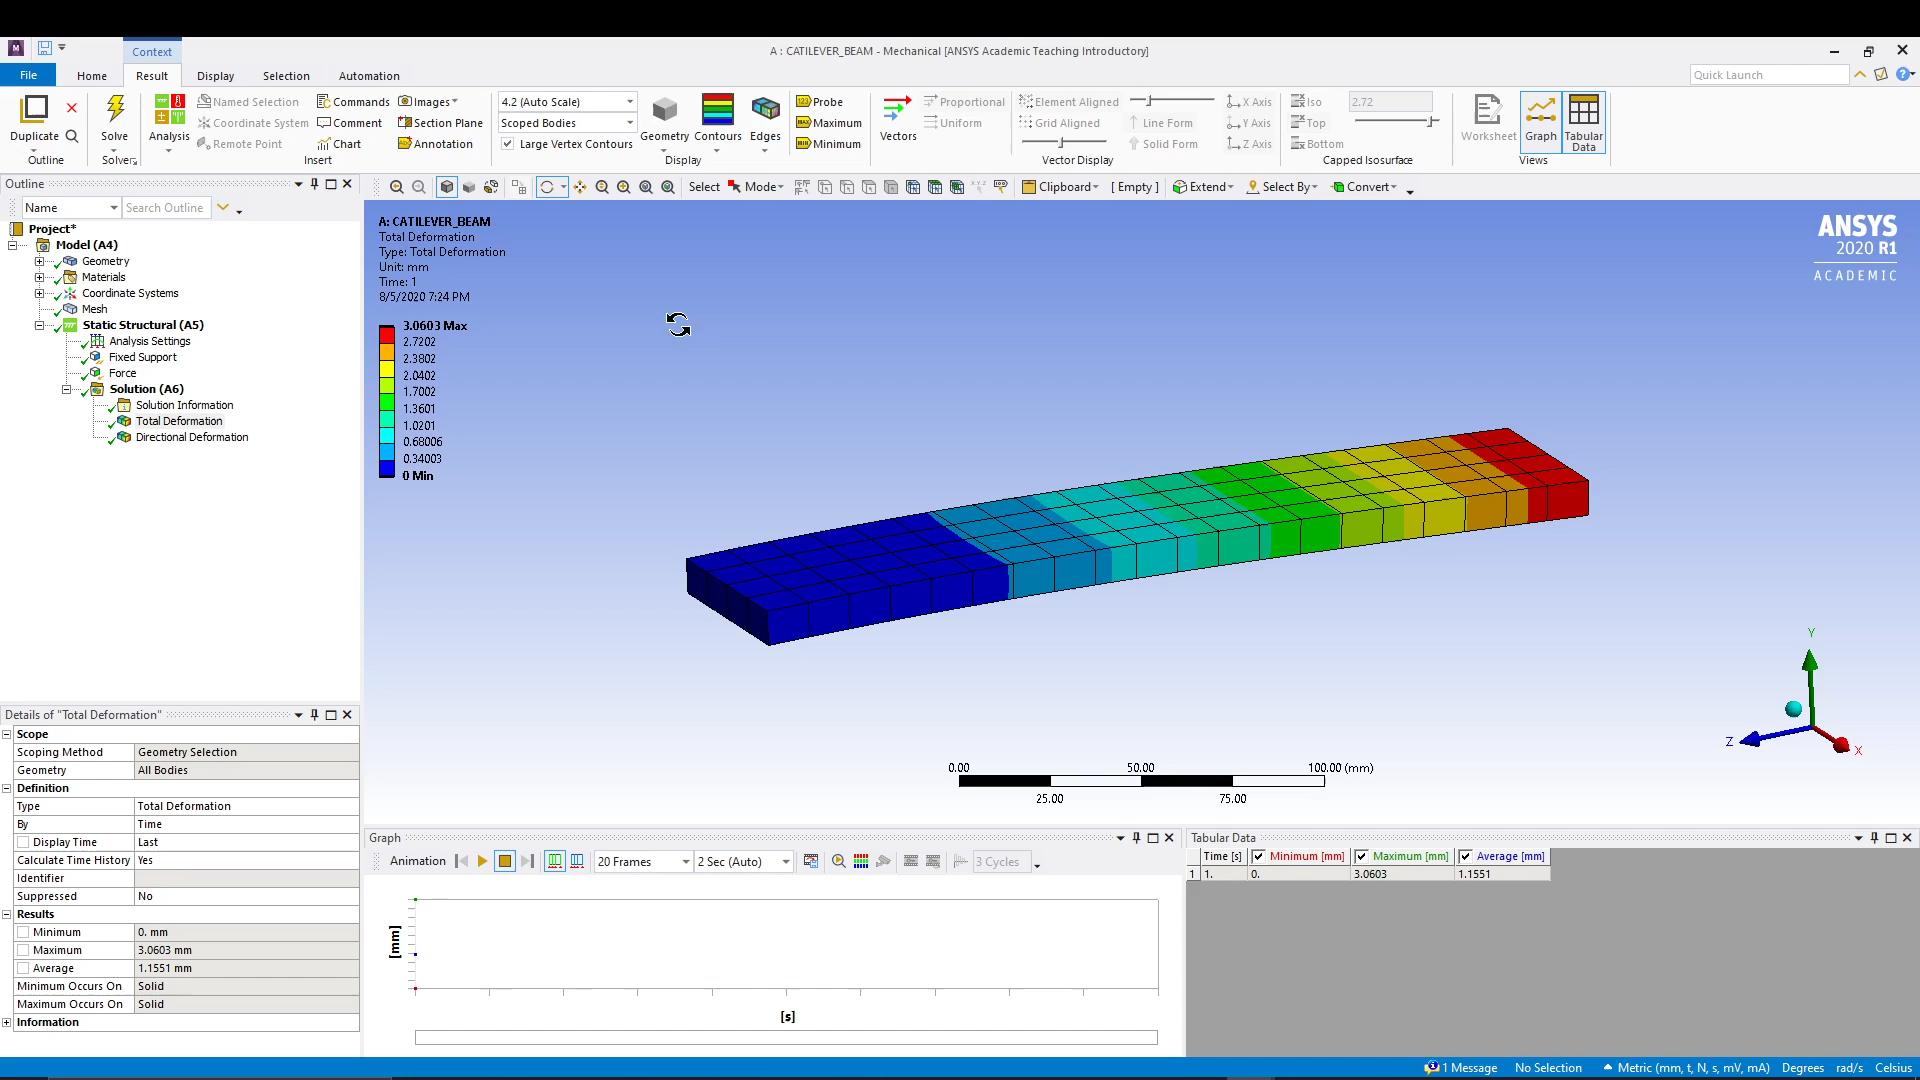 Context
A : CATILEVER_BEAM - Mechanical [ANSYS Academic Teaching Introductory]
File Home Result Display Selection Automation
Quick Launch
Duplicate
Outline
Solve
Solver
Analysis
Named Selection
Coordinate System
Remote Point
Commands
Comment
Chart
Images
Section Plane
Annotation
Insert
4.2 (Auto Scale)
Scoped Bodies
Large Vertex Contours
Geometry
Contours
Edges
Display
Probe
Maximum
Minimum
Vectors
Proportional
Uniform
Element Aligned
Grid Aligned
Line Form
Solid Form
X Axis
Y Axis
Z Axis
Vector Display
Iso
Top
Bottom
2.72
Capped Isosurface
Worksheet
Graph
Tabular
Data
Views
Outline
Name
Search Outline
Select Mode Clipboard [ Empty ] Extend Select By Convert
Project*
Model (A4)
Geometry
Materials
Coordinate Systems
Mesh
Static Structural (A5)
Analysis Settings
Fixed Support
Force
Solution (A6)
Solution Information
Total Deformation
Directional Deformation
A: CATILEVER_BEAM
Total Deformation
Type: Total Deformation
Unit: mm
Time: 1
8/5/2020 7:24 PM
3.0603 Max
2.7202
2.3802
2.0402
1.7002
1.3601
1.0201
0.68006
0.34003
0 Min
ANSYS
2020 R1
ACADEMIC
Y
Z
X
0.00 50.00 100.00 (mm)
25.00 75.00
Details of "Total Deformation"
Scope
Scoping Method Geometry Selection
Geometry All Bodies
Definition
Type Total Deformation
By Time
Display Time Last
Calculate Time History Yes
Identifier
Suppressed No
Results
Minimum 0. mm
Maximum 3.0603 mm
Average 1.1551 mm
Minimum Occurs On Solid
Maximum Occurs On Solid
Information
Graph
Animation 20 Frames 2 Sec (Auto) 3 Cycles
[mm]
[s]
Tabular Data
Time [s] Minimum [mm] Maximum [mm] Average [mm]
1 1. 0. 3.0603 1.1551
1 Message No Selection Metric (mm, t, N, s, mV, mA) Degrees rad/s Celsius